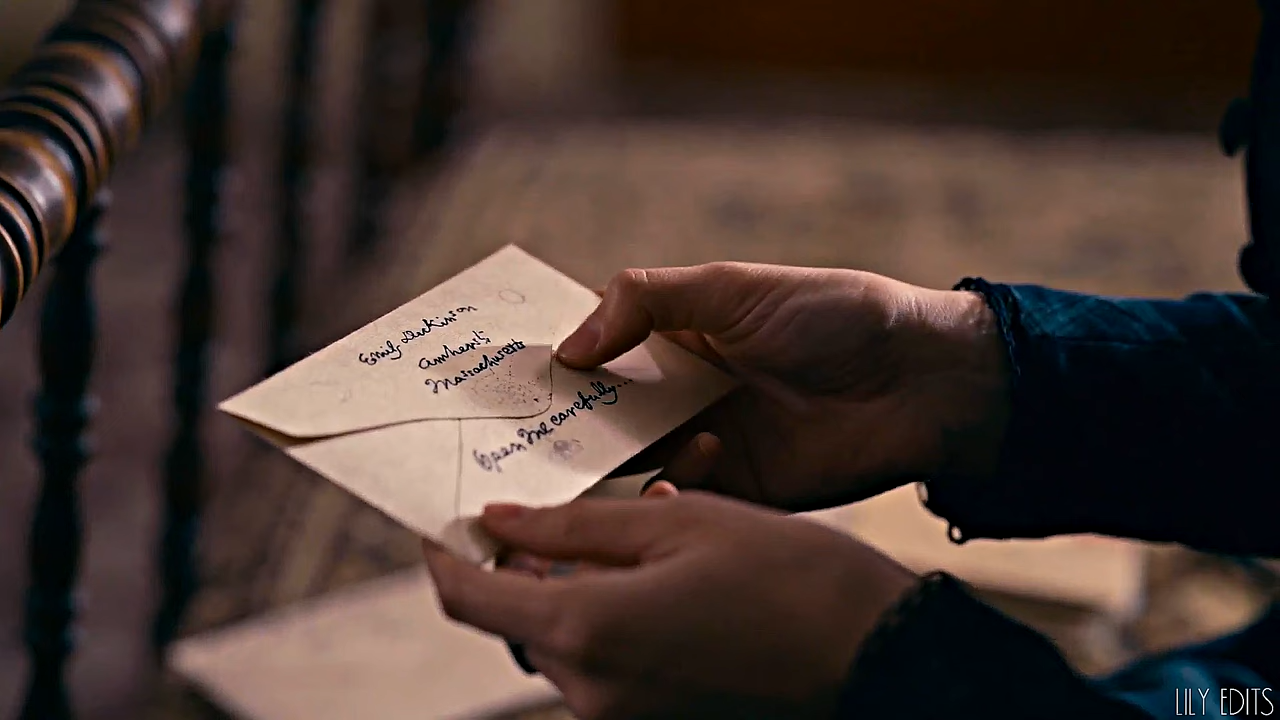 Emily Dickinson
Amherst
Massachusetts
Open me carefully...
LILY EDITS